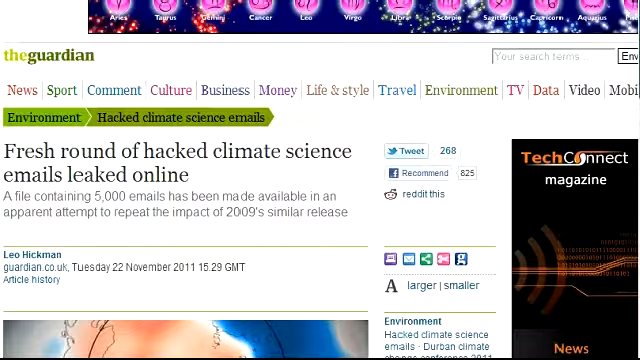 Aries Taurus Gemini Cancer Leo Virgo Libra Scorpio Sagittarius Capricorn Aquarius
theguardian
Your search terms...
News Sport Comment Culture Business Money Life & style Travel Environment TV Data Video Mobi
Environment Hacked climate science emails
Fresh round of hacked climate science
emails leaked online
A file containing 5,000 emails has been made available in an
apparent attempt to repeat the impact of 2009's similar release
Leo Hickman
guardian.co.uk, Tuesday 22 November 2011 15.29 GMT
Article history
Tweet 268
Recommend 825
reddit this
A larger | smaller
Environment
Hacked climate science
emails · Durban climate
change conference 2011
TechConnect
magazine
News